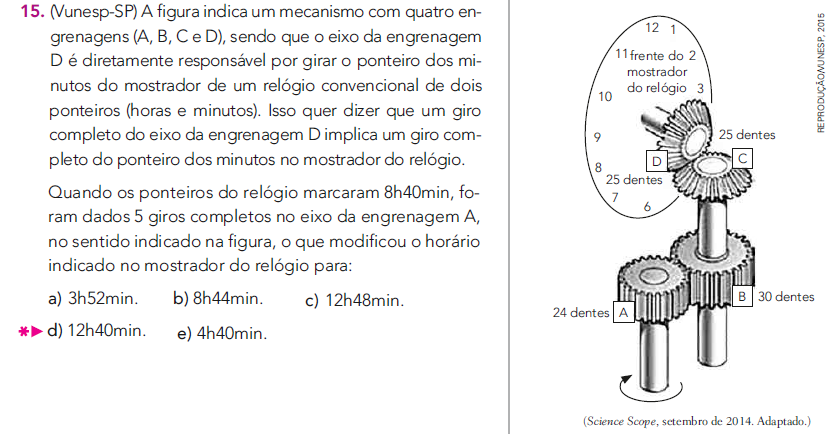 15. (Vunesp-SP) A figura indica um mecanismo com quatro en-
grenagens (A, B, C e D), sendo que o eixo da engrenagem
D é diretamente responsável por girar o ponteiro dos mi-
nutos do mostrador de um relógio convencional de dois
ponteiros (horas e minutos). Isso quer dizer que um giro
completo do eixo da engrenagem D implica um giro com-
pleto do ponteiro dos minutos no mostrador do relógio.
Quando os ponteiros do relógio marcaram 8h40min, fo-
ram dados 5 giros completos no eixo da engrenagem A,
no sentido indicado na figura, o que modificou o horário
indicado no mostrador do relógio para:
a) 3h52min. b) 8h44min. c) 12h48min.
d) 12h40min. e) 4h40min.
12 1
11 frente do 2
mostrador
do relógio 3
10
9
25 dentes
D
C
8
25 dentes
7
6
B 30 dentes
24 dentes A
(Science Scope, setembro de 2014. Adaptado.)
REPRODUÇÃO/VUNESP, 2015